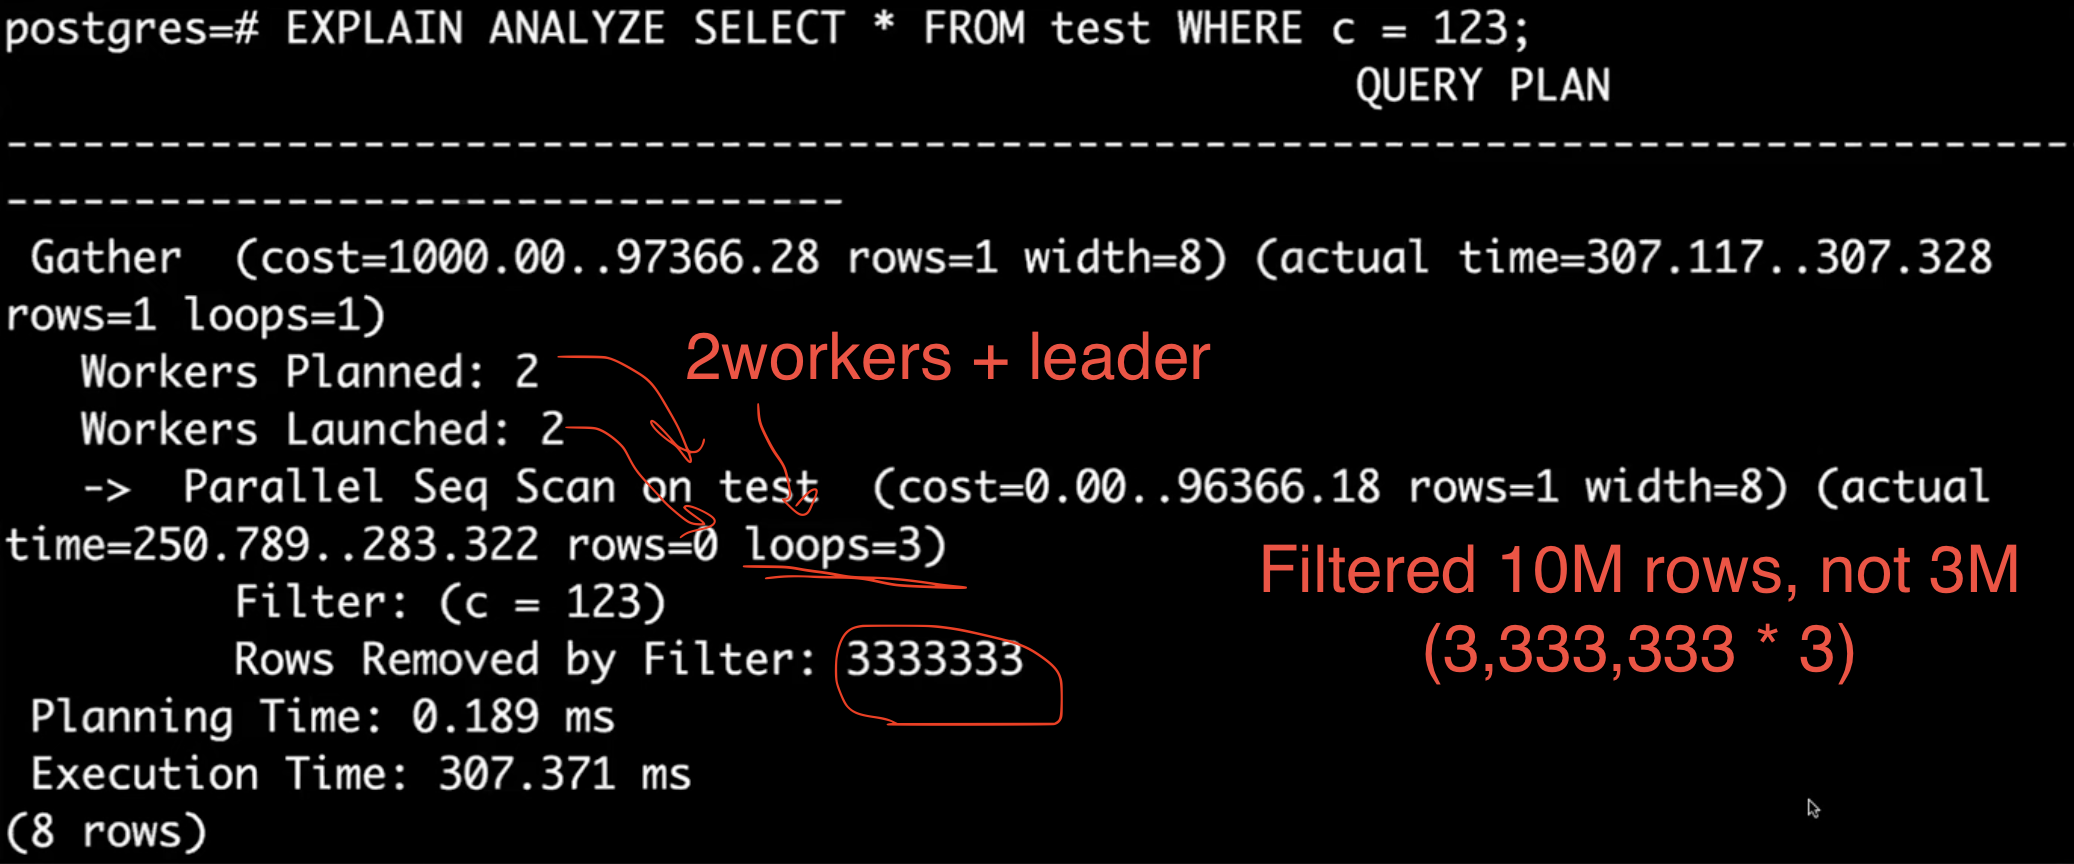 postgres=# EXPLAIN ANALYZE SELECT * FROM test WHERE c = 123;
QUERY PLAN
---------------------------------------------------------------------------------
---------------------------------
Gather  (cost=1000.00..97366.28 rows=1 width=8) (actual time=307.117..307.328
rows=1 loops=1)
2workers + leader
Workers Planned: 2
Workers Launched: 2
->  Parallel Seq Scan on test  (cost=0.00..96366.18 rows=1 width=8) (actual
time=250.789..283.322 rows=0 loops=3)
Filtered 10M rows, not 3M
Filter: (c = 123)
(3,333,333 * 3)
Rows Removed by Filter: 3333333
Planning Time: 0.189 ms
Execution Time: 307.371 ms
(8 rows)